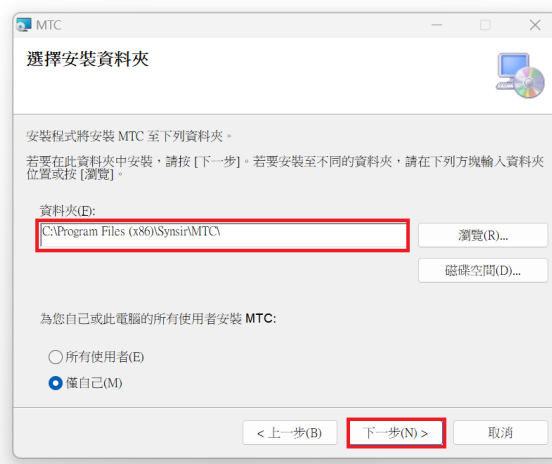 MTC
選擇安裝資料夾
安裝程式將安裝 MTC 至下列資料夾。
若要在此資料夾中安裝，請按 [下一步]。若要安裝至不同的資料夾，請在下列方塊輸入資料夾
位置或按 [瀏覽]。
資料夾(F):
C:\Program Files (x86)\Synsir\MTC\
瀏覽(R)...
磁碟空間(D)...
為您自己或此電腦的所有使用者安裝 MTC:
所有使用者(E)
僅自己(M)
< 上一步(B)
下一步(N) >
取消